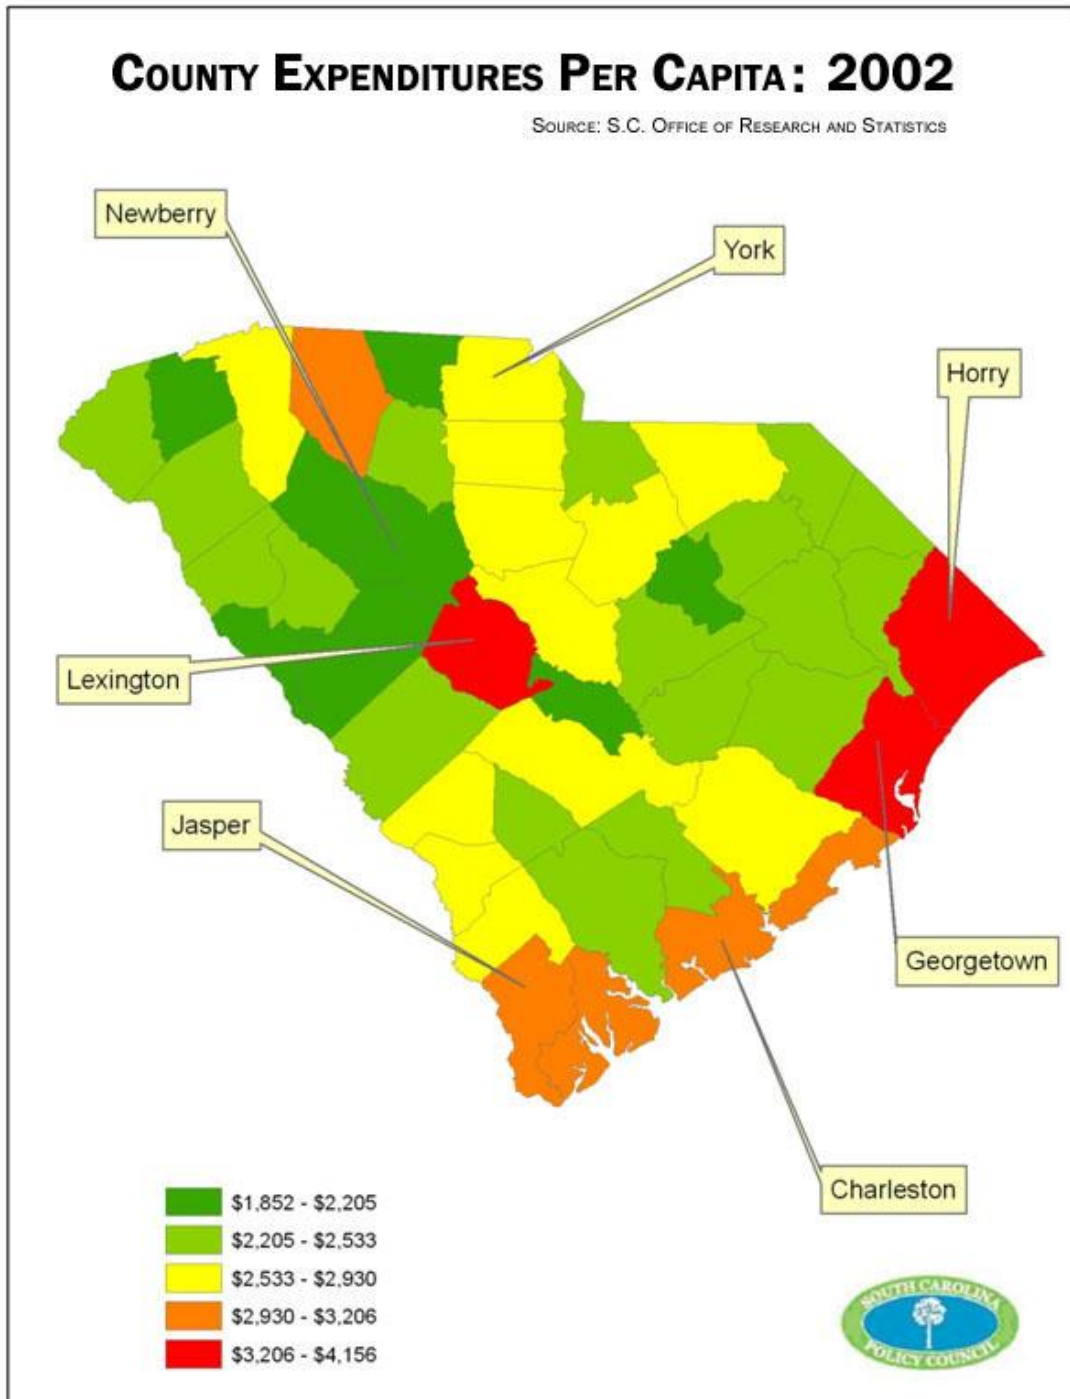 COUNTY EXPENDITURES PER CAPITA: 2002
SOURCE: S.C. OFFICE OF RESEARCH AND STATISTICS
Newberry
York
Horry
Lexington
Jasper
Georgetown
Charleston
$1,852 - $2,205
$2,205 - $2,533
$2,533 - $2,930
$2,930 - $3,206
$3,206 - $4,156
SOUTH CAROLINA
POLICY COUNCIL